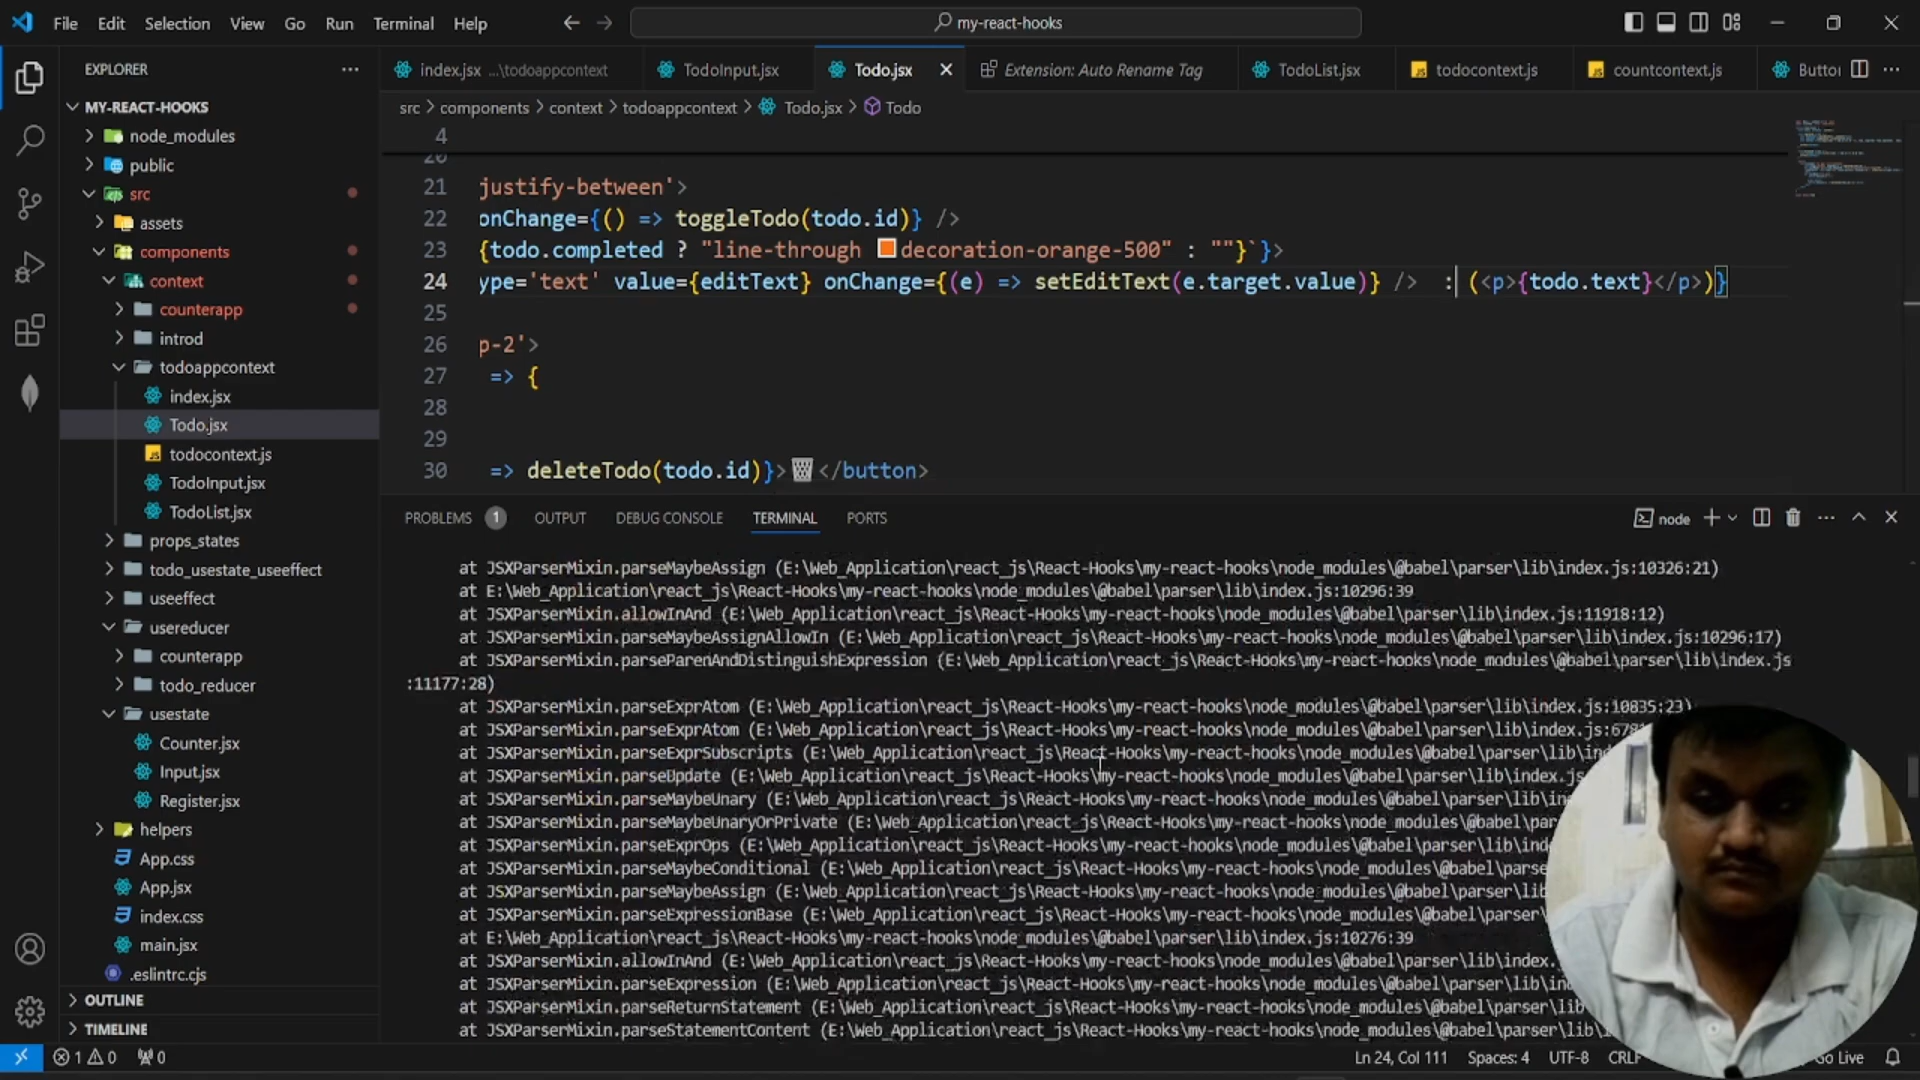 File Edit Selection View Go Run Terminal Help
my-react-hooks
EXPLORER
index.jsx ...\todoappcontext
TodoInput.jsx
Todo.jsx
Extension: Auto Rename Tag
TodoList.jsx
todocontext.js
countcontext.js
src > components > context > todoappcontext > Todo.jsx > Todo
MY-REACT-HOOKS
node_modules
public
src
assets
components
context
counterapp
introd
todoappcontext
index.jsx
Todo.jsx
todocontext.js
TodoInput.jsx
TodoList.jsx
props_states
todo_usestate_useeffect
useeffect
usereducer
counterapp
todo_reducer
usestate
Counter.jsx
Input.jsx
Register.jsx
helpers
App.css
App.jsx
index.css
main.jsx
.eslintrc.cjs
OUTLINE
TIMELINE
4
20
21 justify-between'>
22 onChange={() => toggleTodo(todo.id)} />
23 {todo.completed ? "line-through decoration-orange-500" : ""}`}>
24 ype='text' value={editText} onChange={(e) => setEditText(e.target.value)} /> : (<p>{todo.text}</p>)}
25
26 p-2'>
27 => {
28
29
30 => deleteTodo(todo.id)}>🗑</button>
PROBLEMS 1 OUTPUT DEBUG CONSOLE TERMINAL PORTS
node
at JSXParserMixin.parseMaybeAssign (E:\Web_Application\react_js\React-Hooks\my-react-hooks\node_modules\@babel\parser\lib\index.js:10326:21)
at E:\Web_Application\react_js\React-Hooks\my-react-hooks\node_modules\@babel\parser\lib\index.js:10296:39
at JSXParserMixin.allowInAnd (E:\Web_Application\react_js\React-Hooks\my-react-hooks\node_modules\@babel\parser\lib\index.js:11918:12)
at JSXParserMixin.parseMaybeAssignAllowIn (E:\Web_Application\react_js\React-Hooks\my-react-hooks\node_modules\@babel\parser\lib\index.js:10296:17)
at JSXParserMixin.parseParenAndDistinguishExpression (E:\Web_Application\react_js\React-Hooks\my-react-hooks\node_modules\@babel\parser\lib\index.js
:11177:28)
at JSXParserMixin.parseExprAtom (E:\Web_Application\react_js\React-Hooks\my-react-hooks\node_modules\@babel\parser\lib\index.js:10835:23)
at JSXParserMixin.parseExprAtom (E:\Web_Application\react_js\React-Hooks\my-react-hooks\node_modules\@babel\parser\lib\index.js:
at JSXParserMixin.parseExprSubscripts (E:\Web_Application\react_js\React-Hooks\my-react-hooks\node_modules\@babel\parser\lib\
at JSXParserMixin.parseUpdate (E:\Web_Application\react_js\React-Hooks\my-react-hooks\node_modules\@babel\parser\lib\index.js
at JSXParserMixin.parseMaybeUnary (E:\Web_Application\react_js\React-Hooks\my-react-hooks\node_modules\@babel\parser\lib\
at JSXParserMixin.parseMaybeUnaryOrPrivate (E:\Web_Application\react_js\React-Hooks\my-react-hooks\node_modules\@babel\parser\
at JSXParserMixin.parseExprOps (E:\Web_Application\react_js\React-Hooks\my-react-hooks\node_modules\@babel\parser\lib\
at JSXParserMixin.parseMaybeConditional (E:\Web_Application\react_js\React-Hooks\my-react-hooks\node_modules\@babel\parser\lib\
at JSXParserMixin.parseMaybeAssign (E:\Web_Application\react_js\React-Hooks\my-react-hooks\node_modules\@babel\parser\lib\
at JSXParserMixin.parseExpressionBase (E:\Web_Application\react_js\React-Hooks\my-react-hooks\node_modules\@babel\parser\
at E:\Web_Application\react_js\React-Hooks\my-react-hooks\node_modules\@babel\parser\lib\index.js:10276:39
at JSXParserMixin.allowInAnd (E:\Web_Application\react_js\React-Hooks\my-react-hooks\node_modules\@babel\parser\lib\index.
at JSXParserMixin.parseExpression (E:\Web_Application\react_js\React-Hooks\my-react-hooks\node_modules\@babel\parser\lib\
at JSXParserMixin.parseReturnStatement (E:\Web_Application\react_js\React-Hooks\my-react-hooks\node_modules\@babel\parser\lib\
at JSXParserMixin.parseStatementContent (E:\Web_Application\react_js\React-Hooks\my-react-hooks\node_modules\@babel\parser\lib\
1 0 0 Ln 24, Col 111 Spaces: 4 UTF-8 CRLF Go Live